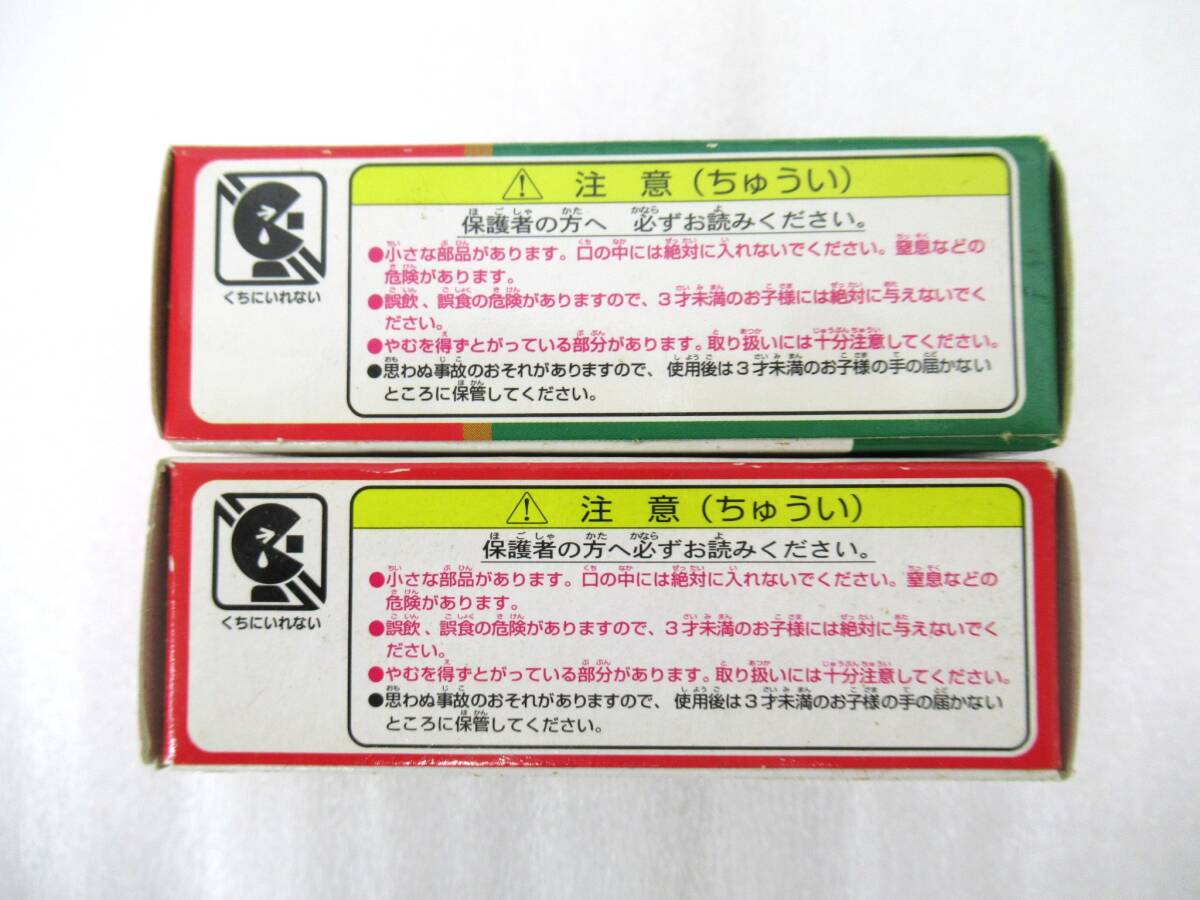 くちにいれない
⚠ 注 意（ちゅうい）
保護者の方へ 必ずお読みください。
●小さな部品があります。口の中には絶対に入れないでください。窒息などの
危険があります。
●誤飲、誤食の危険がありますので、3才未満のお子様には絶対に与えないでく
ださい。
●やむを得ずとがっている部分があります。取り扱いには十分注意してください。
●思わぬ事故のおそれがありますので、使用後は3才未満のお子様の手の届かない
ところに保管してください。
くちにいれない
⚠ 注 意（ちゅうい）
保護者の方へ必ずお読みください。
●小さな部品があります。口の中には絶対に入れないでください。窒息などの
危険があります。
●誤飲、誤食の危険がありますので、3才未満のお子様には絶対に与えないでく
ださい。
●やむを得ずとがっている部分があります。取り扱いには十分注意してください。
●思わぬ事故のおそれがありますので、使用後は3才未満のお子様の手の届かない
ところに保管してください。